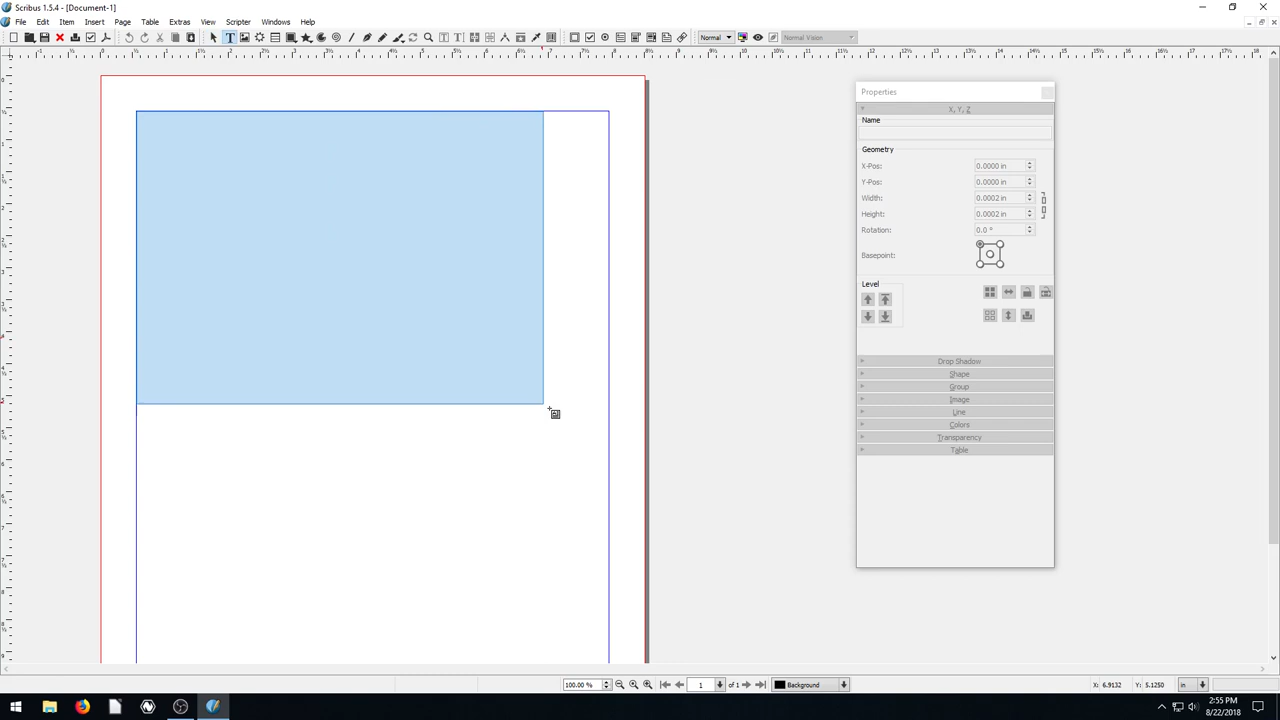 Scribus 1.5.4 - [Document-1]
File Edit Item Insert Page Table Extras View Scripter Windows Help
Normal Normal Vision
Properties
X, Y, Z
Name
Geometry
X-Pos: 0.0000 in
Y-Pos: 0.0000 in
Width: 0.0002 in
Height: 0.0002 in
Rotation: 0.0 °
Basepoint:
Level
Drop Shadow
Shape
Group
Image
Line
Colors
Transparency
Table
100.00 % 1 of 1 Background X: 6.9132 Y: 5.1250 in
2:55 PM
8/22/2018